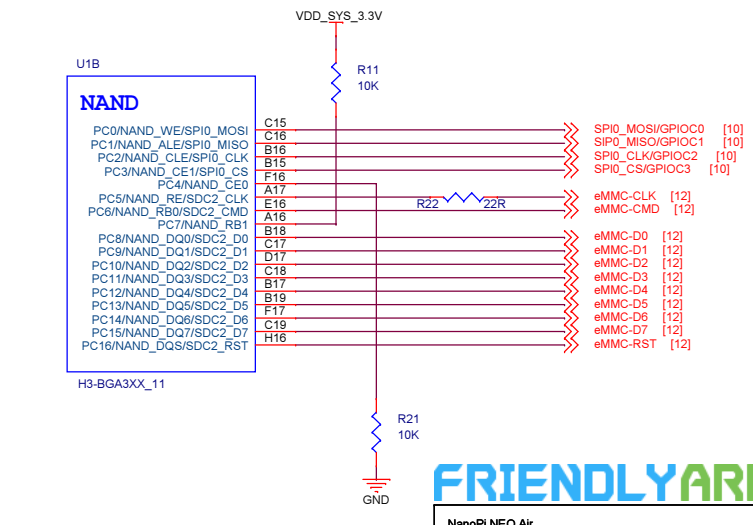 VDD_SYS_3.3V
U1B
R11
10K
NAND
PC0/NAND_WE/SPI0_MOSI C15 SPI0_MOSI/GPIOC0 [10]
PC1/NAND_ALE/SPI0_MISO C16 SIP0_MISO/GPIOC1 [10]
PC2/NAND_CLE/SPI0_CLK B16 SPI0_CLK/GPIOC2 [10]
PC3/NAND_CE1/SPI0_CS B15 SPI0_CS/GPIOC3 [10]
PC4/NAND_CE0 F16
PC5/NAND_RE/SDC2_CLK A17 R22 22R eMMC-CLK [12]
PC6/NAND_RB0/SDC2_CMD E16 eMMC-CMD [12]
PC7/NAND_RB1 A16
PC8/NAND_DQ0/SDC2_D0 B18 eMMC-D0 [12]
PC9/NAND_DQ1/SDC2_D1 C17 eMMC-D1 [12]
PC10/NAND_DQ2/SDC2_D2 D17 eMMC-D2 [12]
PC11/NAND_DQ3/SDC2_D3 C18 eMMC-D3 [12]
PC12/NAND_DQ4/SDC2_D4 B17 eMMC-D4 [12]
PC13/NAND_DQ5/SDC2_D5 B19 eMMC-D5 [12]
PC14/NAND_DQ6/SDC2_D6 F17 eMMC-D6 [12]
PC15/NAND_DQ7/SDC2_D7 C19 eMMC-D7 [12]
PC16/NAND_DQS/SDC2_RST H16 eMMC-RST [12]
H3-BGA3XX_11
R21
10K
GND
FRIENDLYAR
NanoPi NEO Air